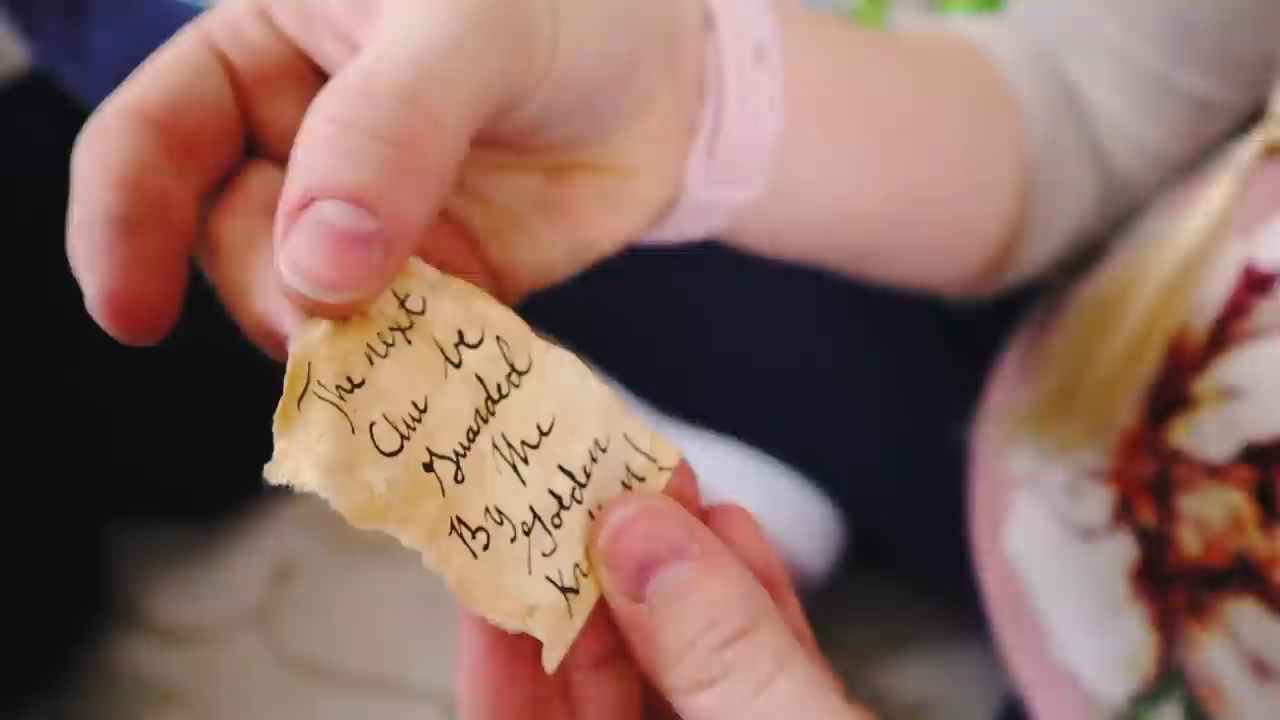 The next
Clue be
Guarded
By the
Golden